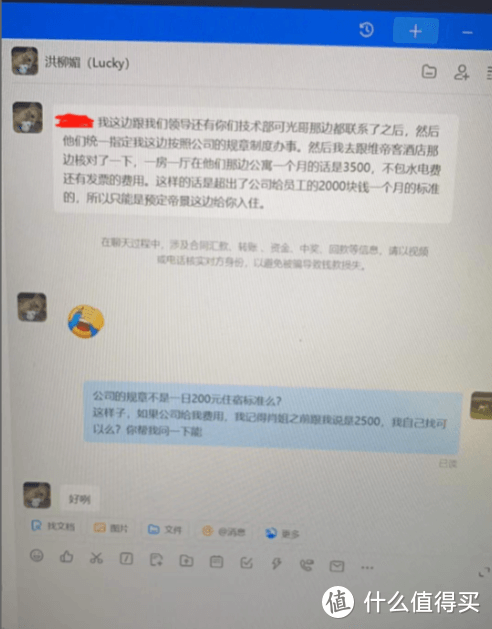 洪柳媚（Lucky）
我这边跟我们领导还有你们技术部可光哥那边都联系了之后，然后
他们统一指定我这边按照公司的规章制度办事。然后我去跟维帝客酒店那
边核对了一下，一房一厅在他们那边公寓一个月的话是3500，不包水电费
还有发票的费用。这样的话是超出了公司给员工的2000块钱一个月的标准
的，所以只能是预定帝景这边给你入住。
在聊天过程中，涉及合同汇款、转账、资金、中奖、回款等信息，请以视频
或电话核实对方身份，以避免被骗导致钱款损失。
公司的规章不是一日200元住宿标准么？
这样子，如果公司给我费用，我记得肖姐之前跟我说是2500，我自己找可
以么？你帮我问一下能
已读
好咧
找文档
图片
文件
@消息
更多
值 什么值得买